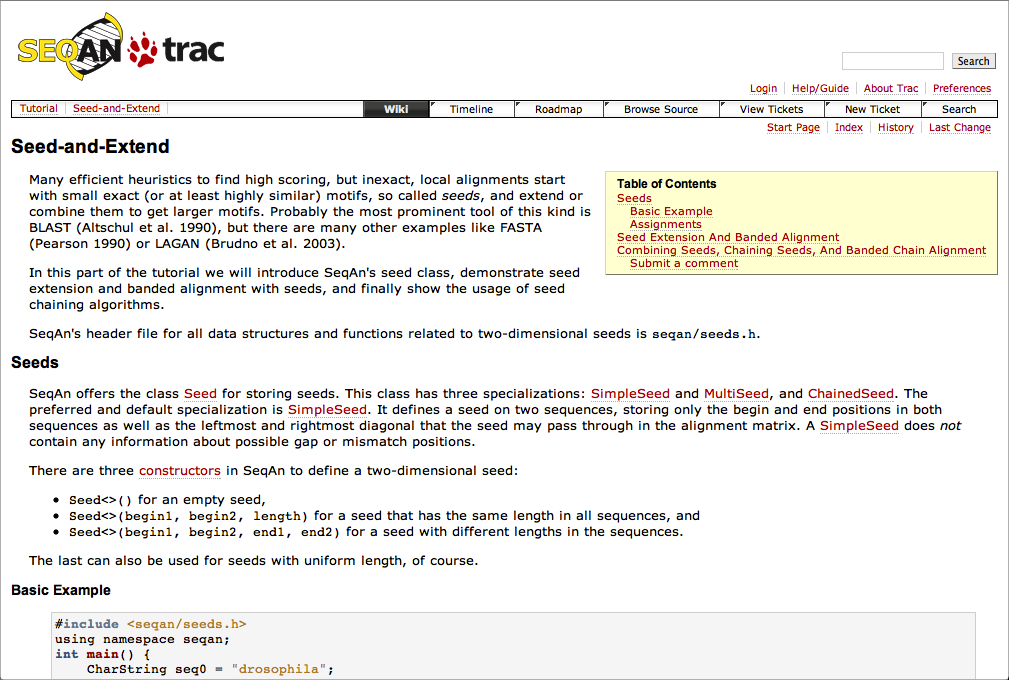 SEQAN trac
Search
Login Help/Guide About Trac Preferences
Tutorial Seed-and-Extend Wiki Timeline Roadmap Browse Source View Tickets New Ticket Search
Start Page Index History Last Change
Seed-and-Extend
Many efficient heuristics to find high scoring, but inexact, local alignments start
with small exact (or at least highly similar) motifs, so called seeds, and extend or
combine them to get larger motifs. Probably the most prominent tool of this kind is
BLAST (Altschul et al. 1990), but there are many other examples like FASTA
(Pearson 1990) or LAGAN (Brudno et al. 2003).
In this part of the tutorial we will introduce SeqAn's seed class, demonstrate seed
extension and banded alignment with seeds, and finally show the usage of seed
chaining algorithms.
Table of Contents
Seeds
Basic Example
Assignments
Seed Extension And Banded Alignment
Combining Seeds, Chaining Seeds, And Banded Chain Alignment
Submit a comment
SeqAn's header file for all data structures and functions related to two-dimensional seeds is seqan/seeds.h.
Seeds
SeqAn offers the class Seed for storing seeds. This class has three specializations: SimpleSeed and MultiSeed, and ChainedSeed. The
preferred and default specialization is SimpleSeed. It defines a seed on two sequences, storing only the begin and end positions in both
sequences as well as the leftmost and rightmost diagonal that the seed may pass through in the alignment matrix. A SimpleSeed does not
contain any information about possible gap or mismatch positions.
There are three constructors in SeqAn to define a two-dimensional seed:
• Seed<>() for an empty seed,
• Seed<>(begin1, begin2, length) for a seed that has the same length in all sequences, and
• Seed<>(begin1, begin2, end1, end2) for a seed with different lengths in the sequences.
The last can also be used for seeds with uniform length, of course.
Basic Example
#include <seqan/seeds.h>
using namespace seqan;
int main() {
CharString seq0 = "drosophila";